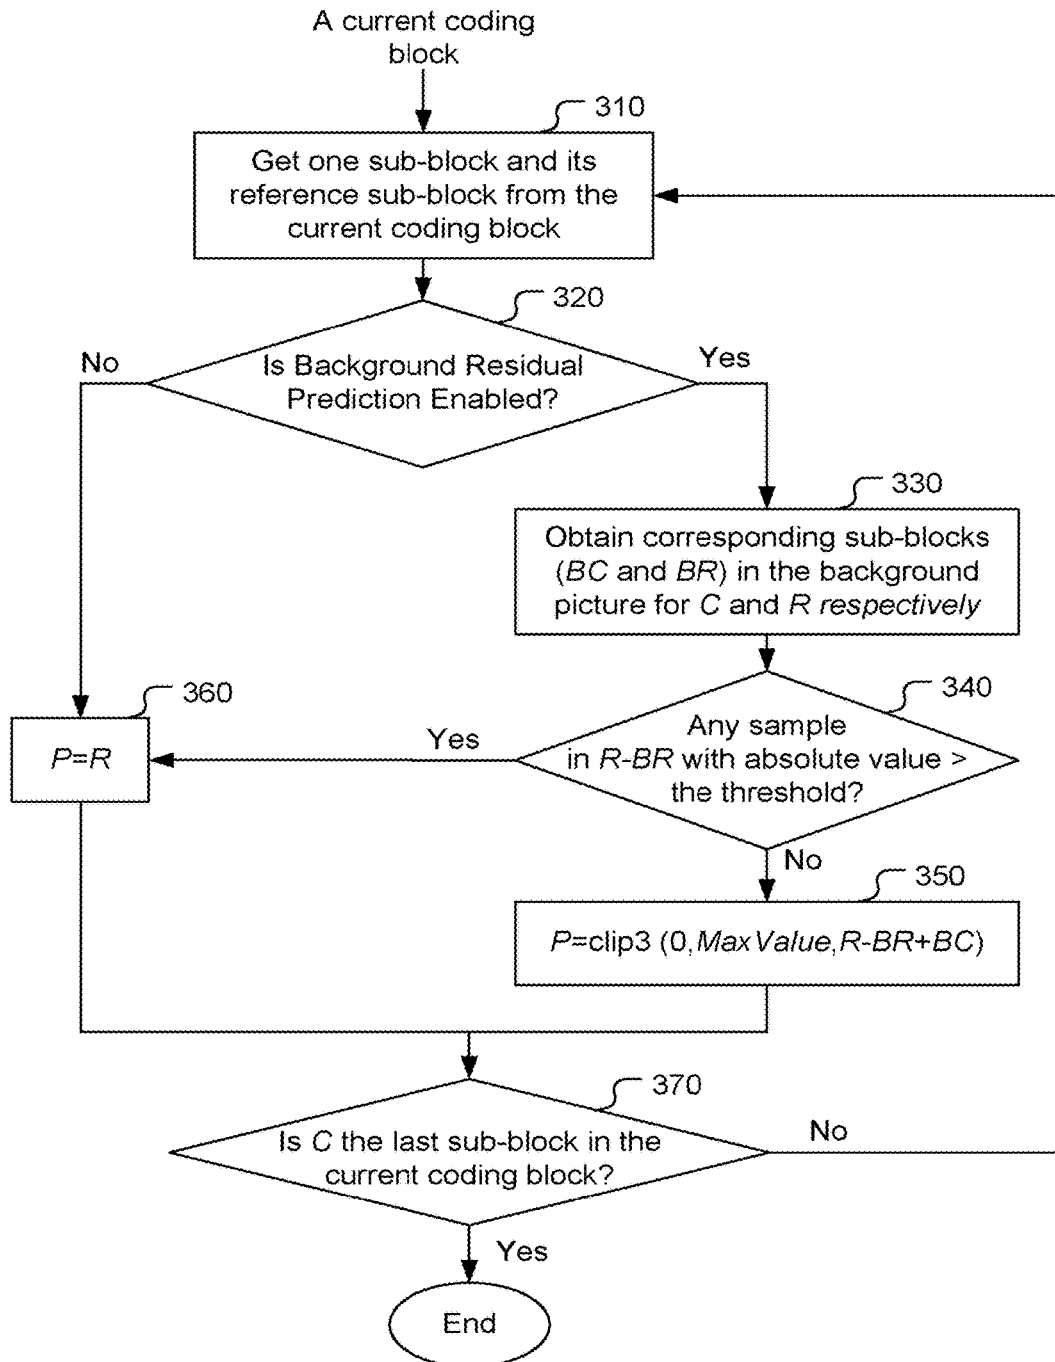 A current coding
block
310
Get one sub-block and its
reference sub-block from the
current coding block
320
No
Is Background Residual
Prediction Enabled?
Yes
330
Obtain corresponding sub-blocks
(BC and BR) in the background
picture for C and R respectively
360
P=R
Yes
340
Any sample
in R-BR with absolute value >
the threshold?
No
350
P=clip3 (0,MaxValue,R-BR+BC)
370
Is C the last sub-block in the
current coding block?
No
Yes
End